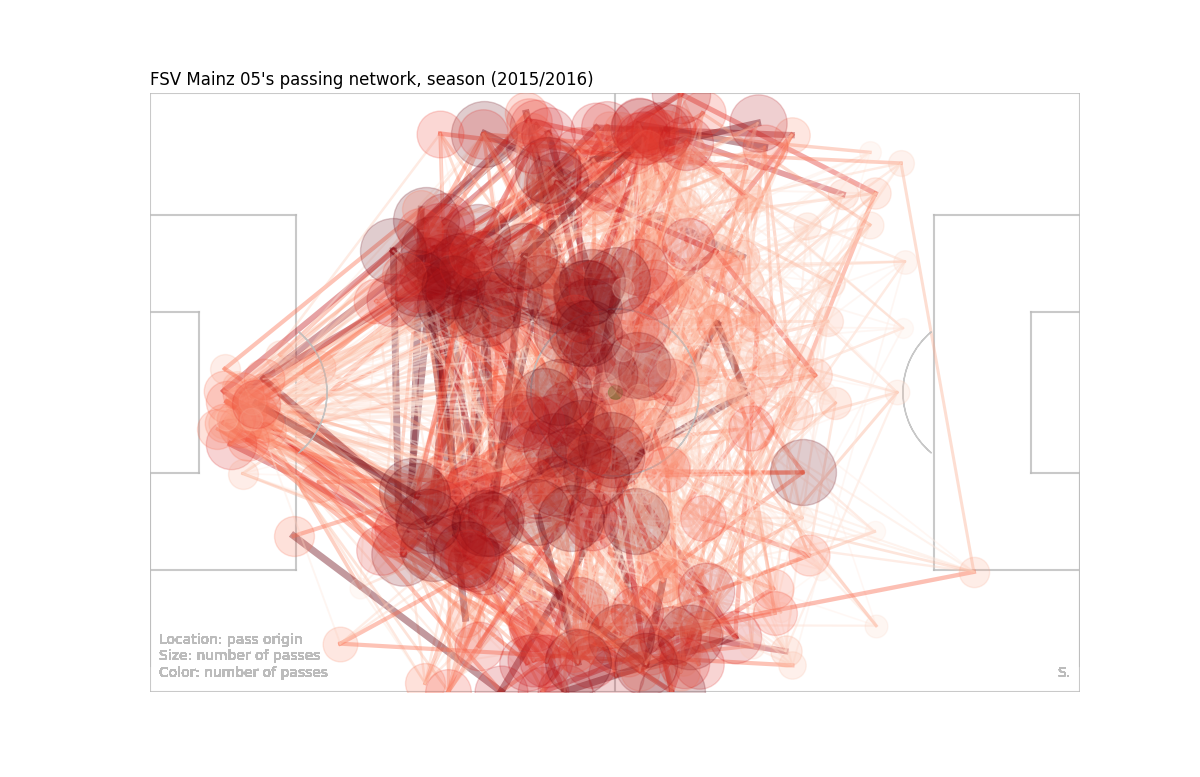 FSV Mainz 05's passing network, season (2015/2016)
Location: pass origin
Size: number of passes
Color: number of passes
S.